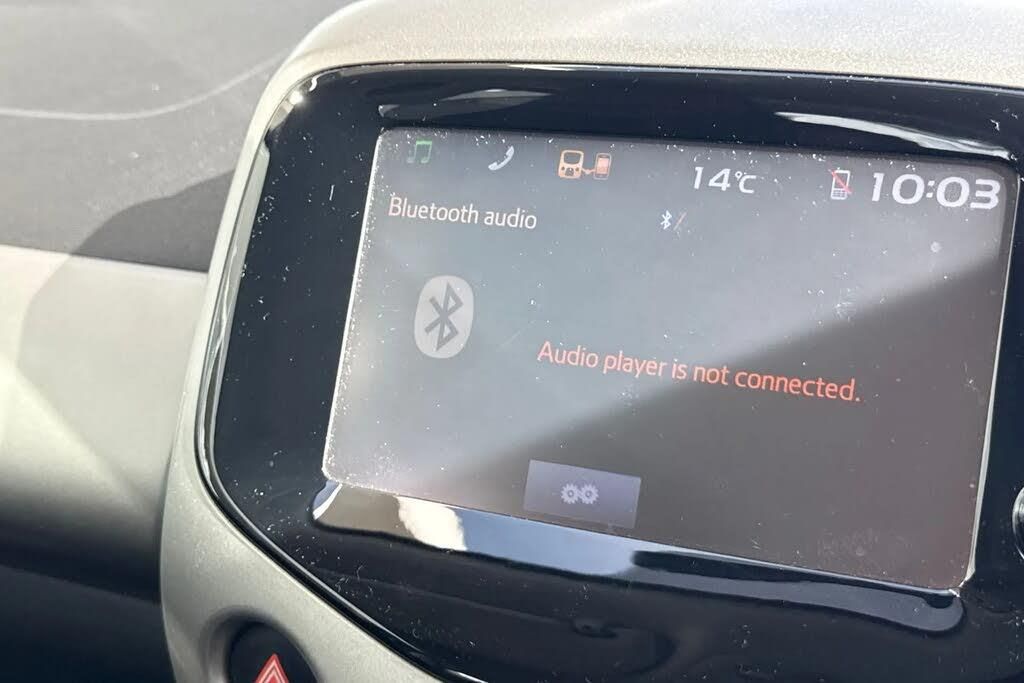 14°C
10:03
Bluetooth audio
Audio player is not connected.